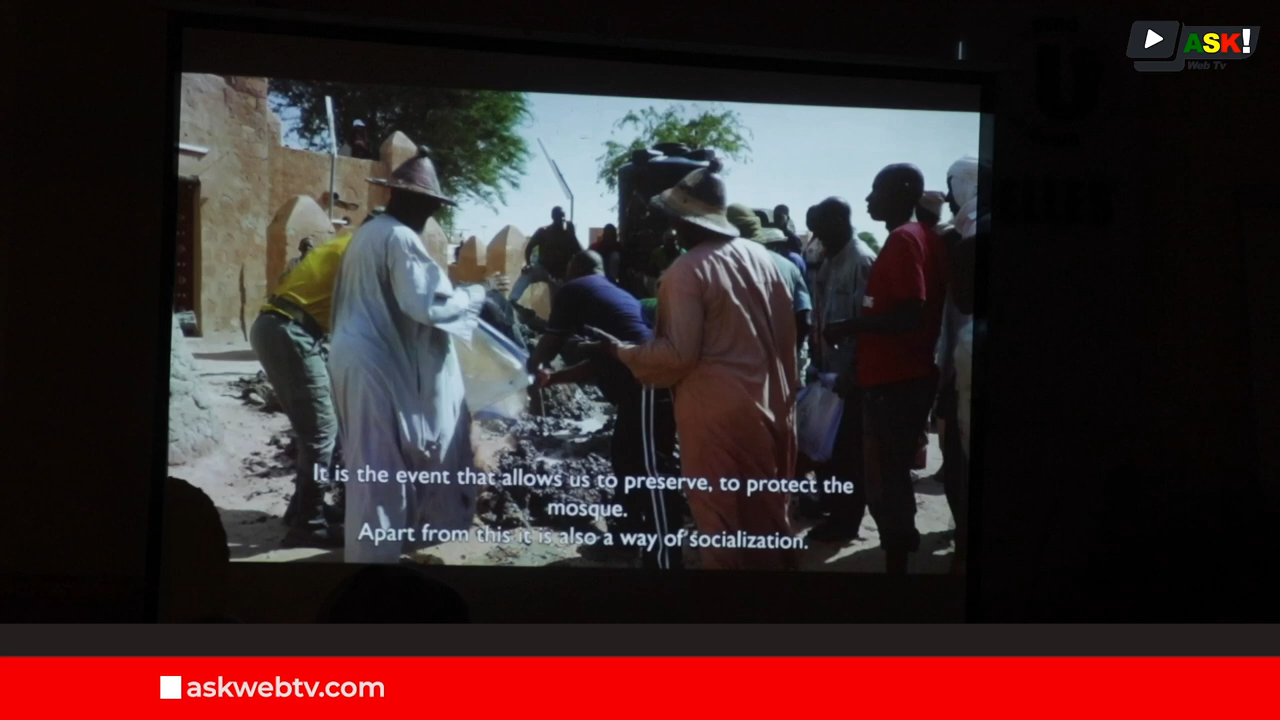 ASK!
Web Tv
It is the event that allows us to preserve, to protect the
mosque.
Apart from this it is also a way of socialization.
askwebtv.com